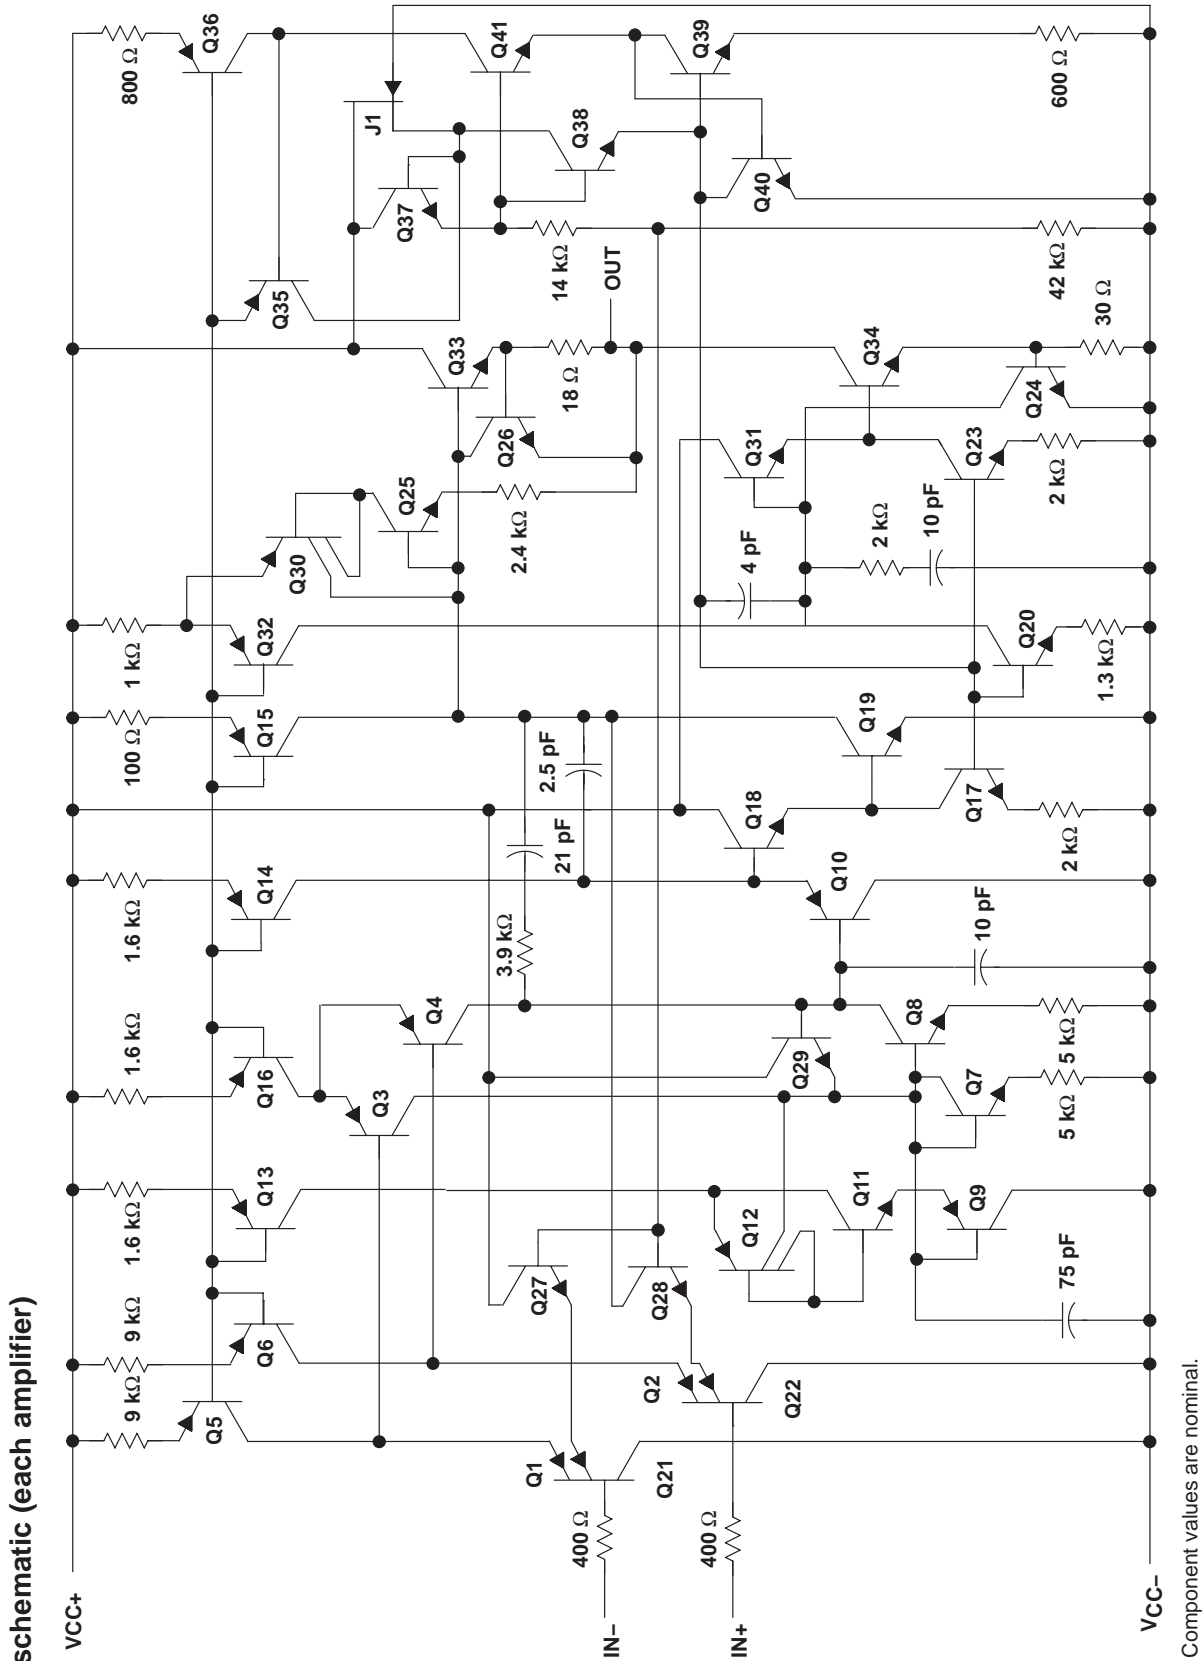 schematic (each amplifier)
VCC+
9 kΩ
9 kΩ
1.6 kΩ
1.6 kΩ
1.6 kΩ
100 Ω
1 kΩ
800 Ω
Q5
Q6
Q13
Q16
Q14
Q15
Q32
Q30
Q35
Q36
Q3
Q4
Q25
Q26
Q33
Q37
J1
Q41
Q1
Q21
Q27
Q2
Q22
Q28
3.9 kΩ
21 pF
2.5 pF
2.4 kΩ
18 Ω
OUT
14 kΩ
Q38
Q39
400 Ω
IN−
400 Ω
IN+
Q12
Q11
Q9
Q29
Q10
Q18
Q19
4 pF
Q31
Q34
Q40
Q7
Q8
Q17
Q20
2 kΩ
10 pF
Q23
Q24
75 pF
5 kΩ
5 kΩ
10 pF
2 kΩ
1.3 kΩ
2 kΩ
30 Ω
42 kΩ
600 Ω
VCC−
Component values are nominal.